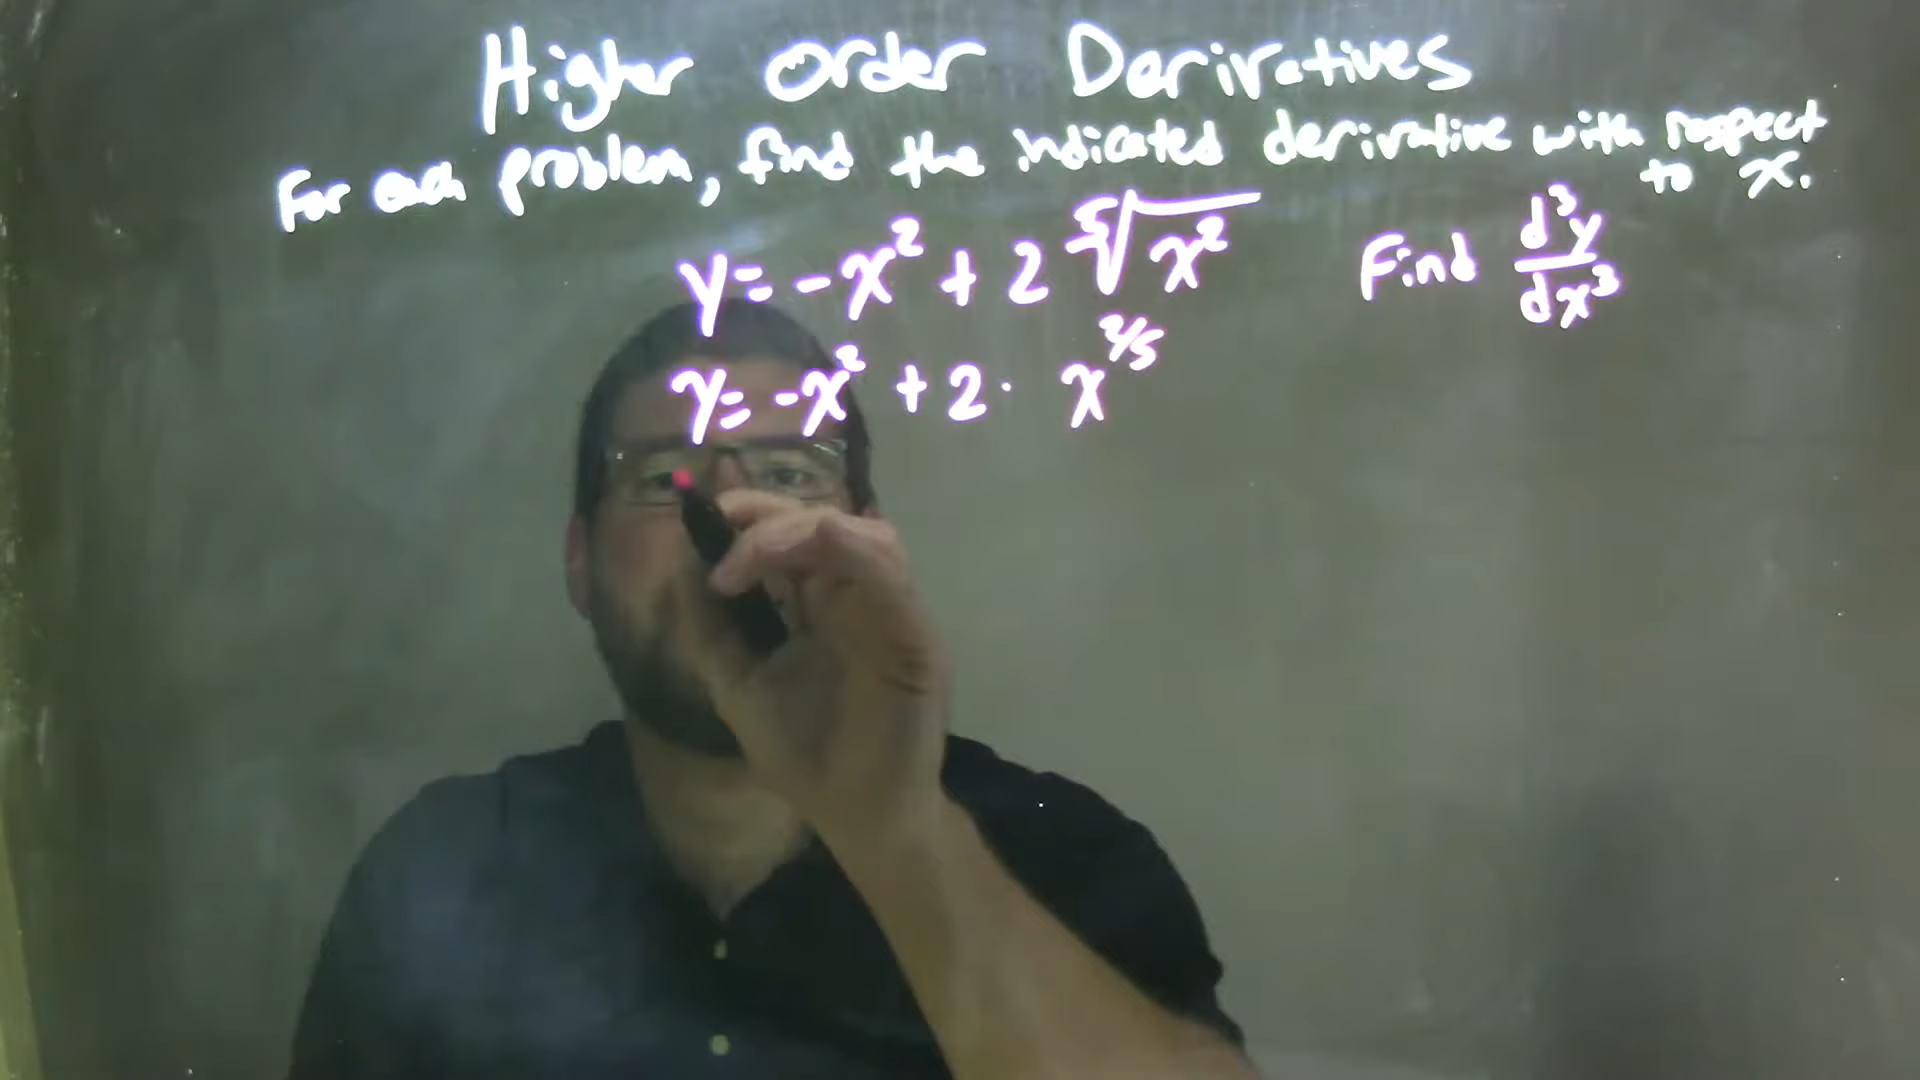 Higher Order Derivatives
For each problem, find the indicated derivative with respect
to x.
y = -x² + 2 ⁵√x² Find d³y/dx³
y = -x² + 2 · x^2/5